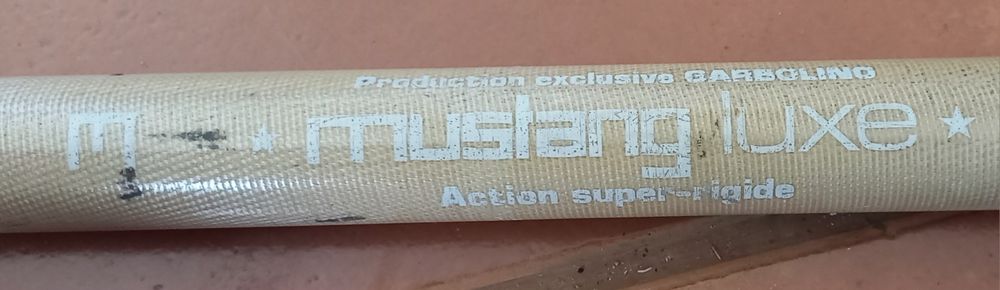 Production exclusive GARBOLINO
m ★ mustang luxe ★
Action super-rigide